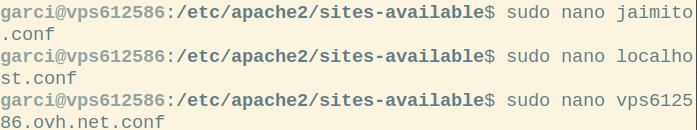 garci@vps612586:/etc/apache2/sites-available$ sudo nano jaimito
.conf
garci@vps612586:/etc/apache2/sites-available$ sudo nano localho
st.conf
garci@vps612586:/etc/apache2/sites-available$ sudo nano vps6125
86.ovh.net.conf